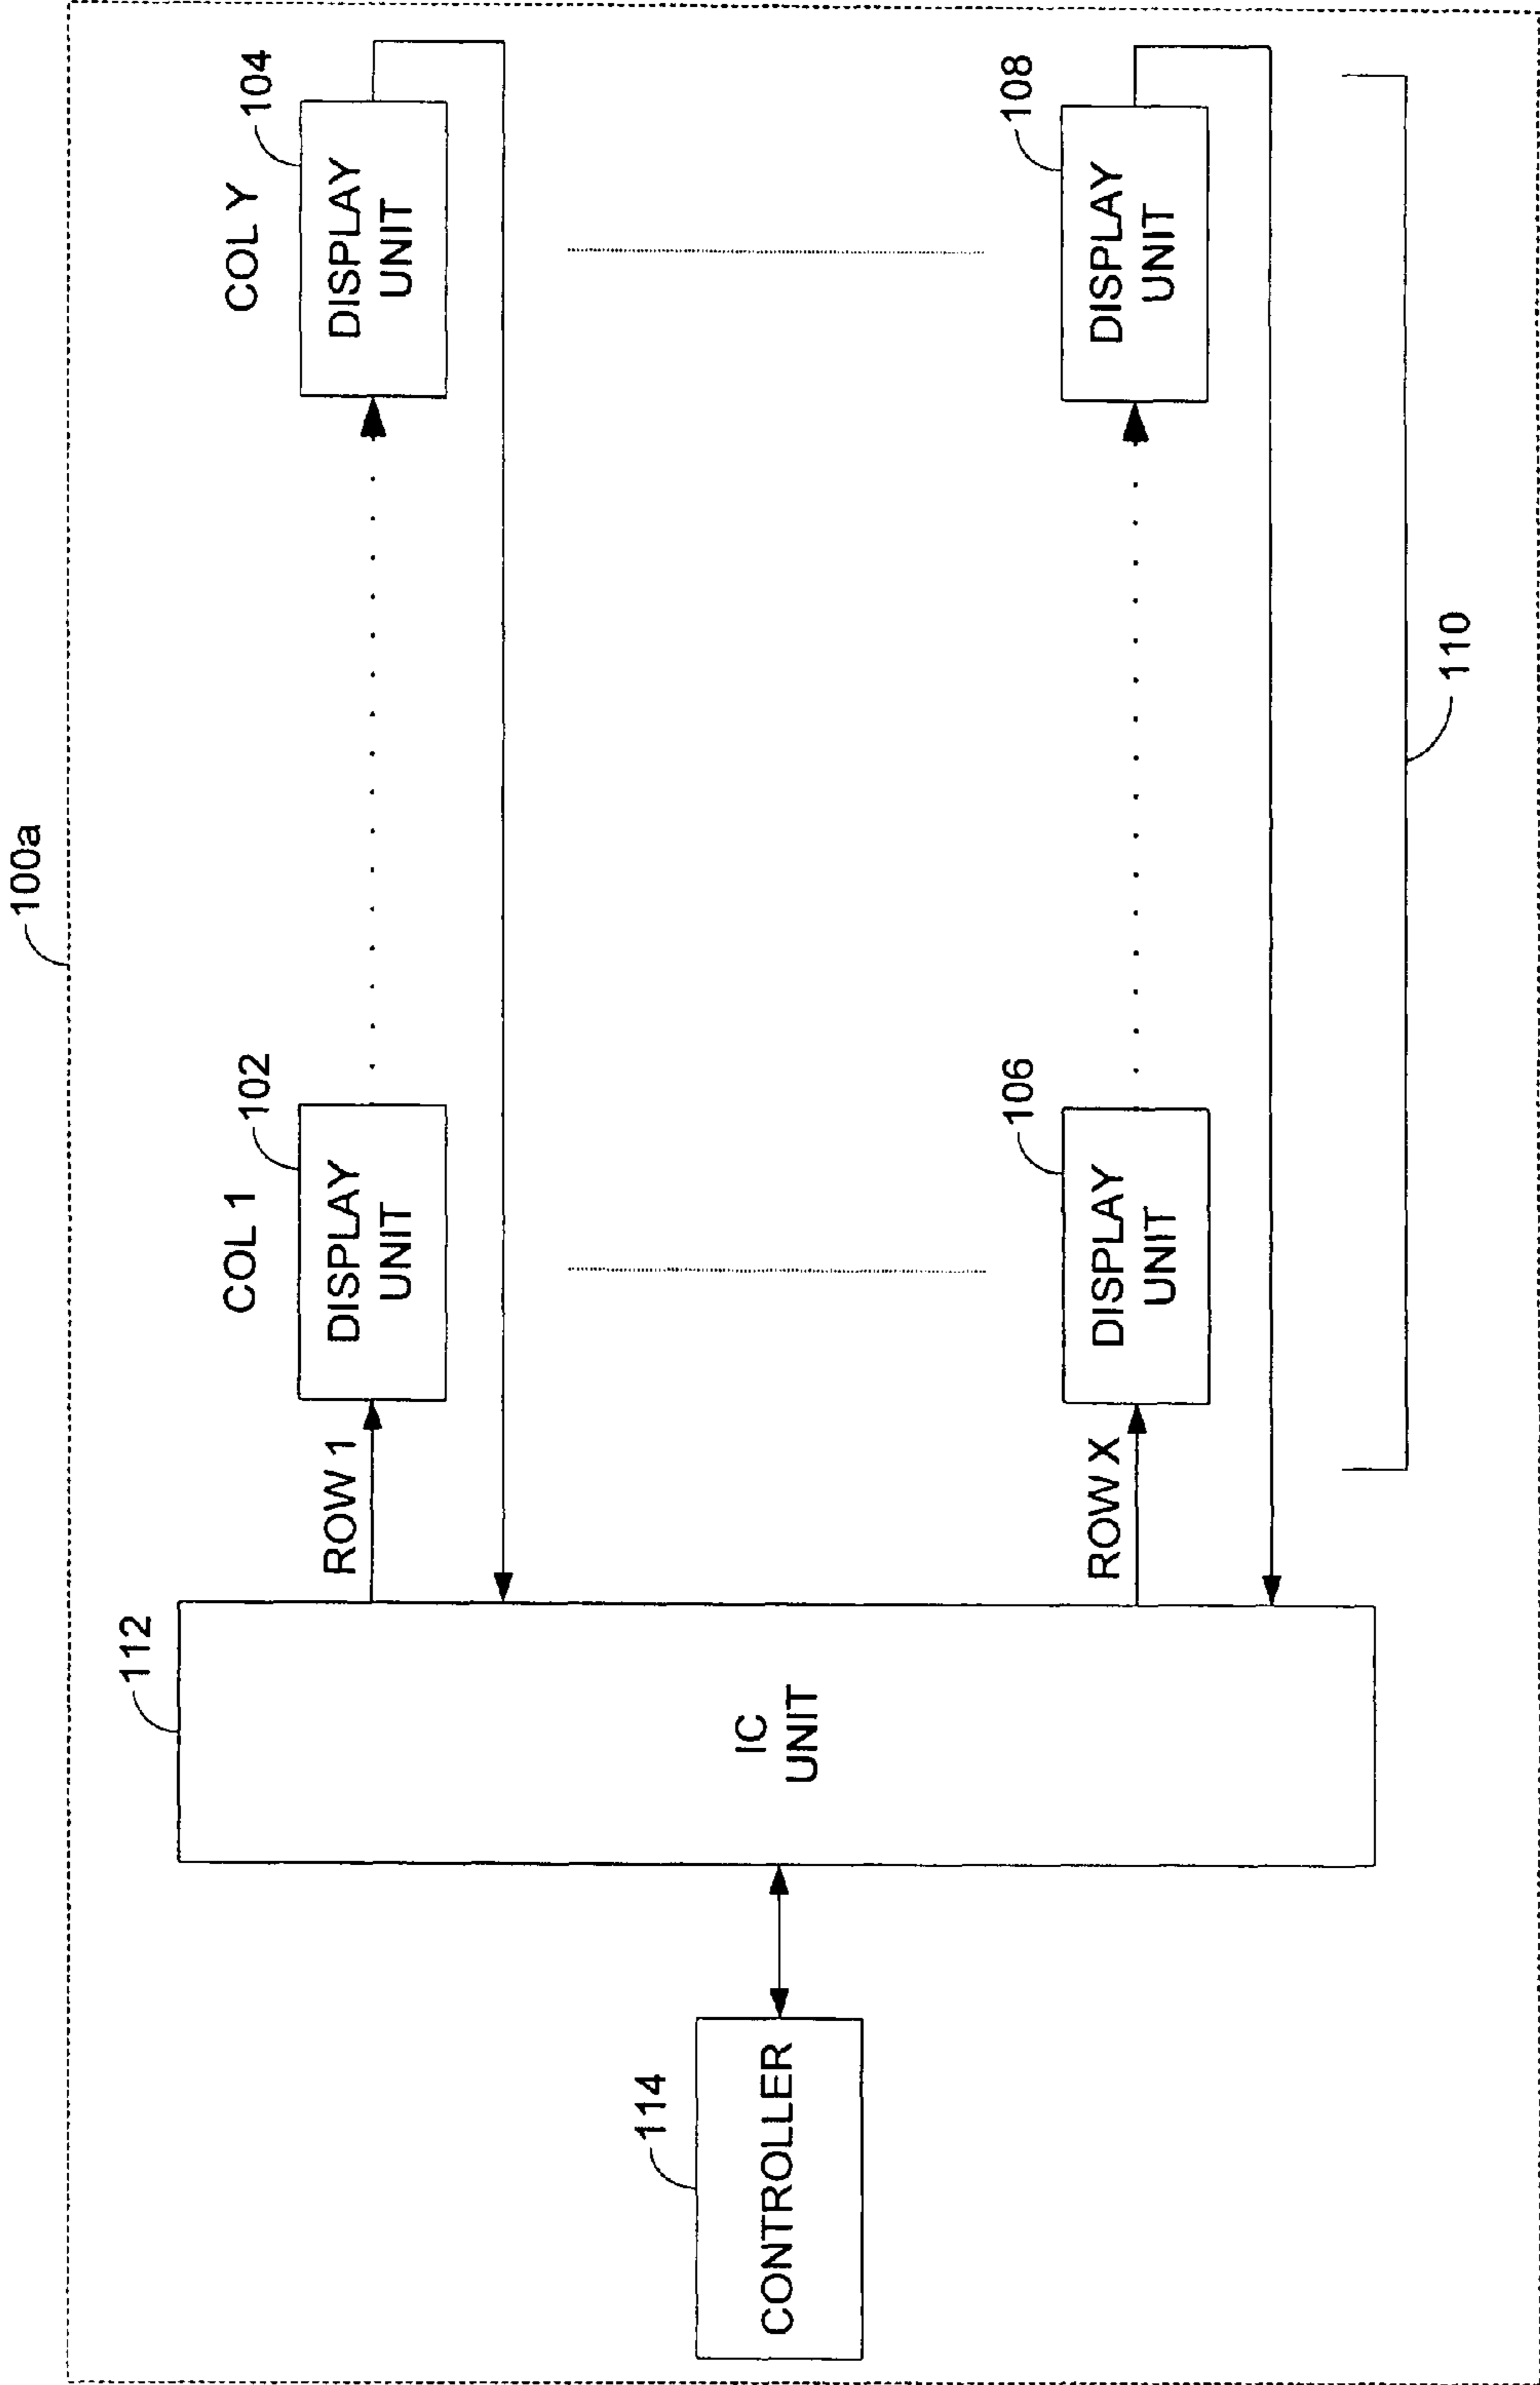 100a
COL 1
COL Y
102
104
DISPLAY
UNIT
DISPLAY
UNIT
ROW 1
112
IC
UNIT
114
CONTROLLER
106
108
DISPLAY
UNIT
DISPLAY
UNIT
ROW X
110